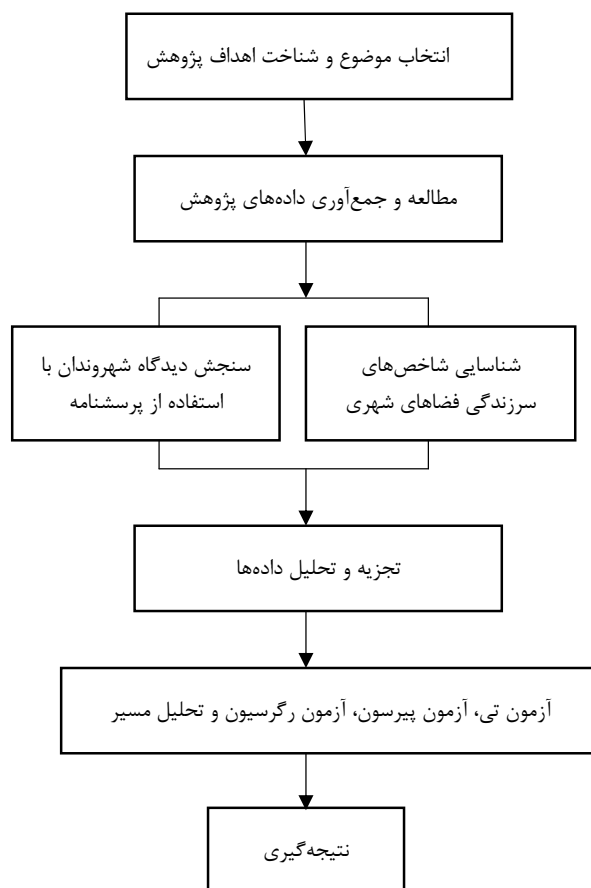 انتخاب موضوع و شناخت اهداف پژوهش
مطالعه و جمع‌آوری داده‌های پژوهش
شناسایی شاخص‌های
سرزندگی فضاهای شهری
سنجش دیدگاه شهروندان با
استفاده از پرسشنامه
تجزیه و تحلیل داده‌ها
آزمون تی، آزمون پیرسون، آزمون رگرسیون و تحلیل مسیر
نتیجه‌گیری